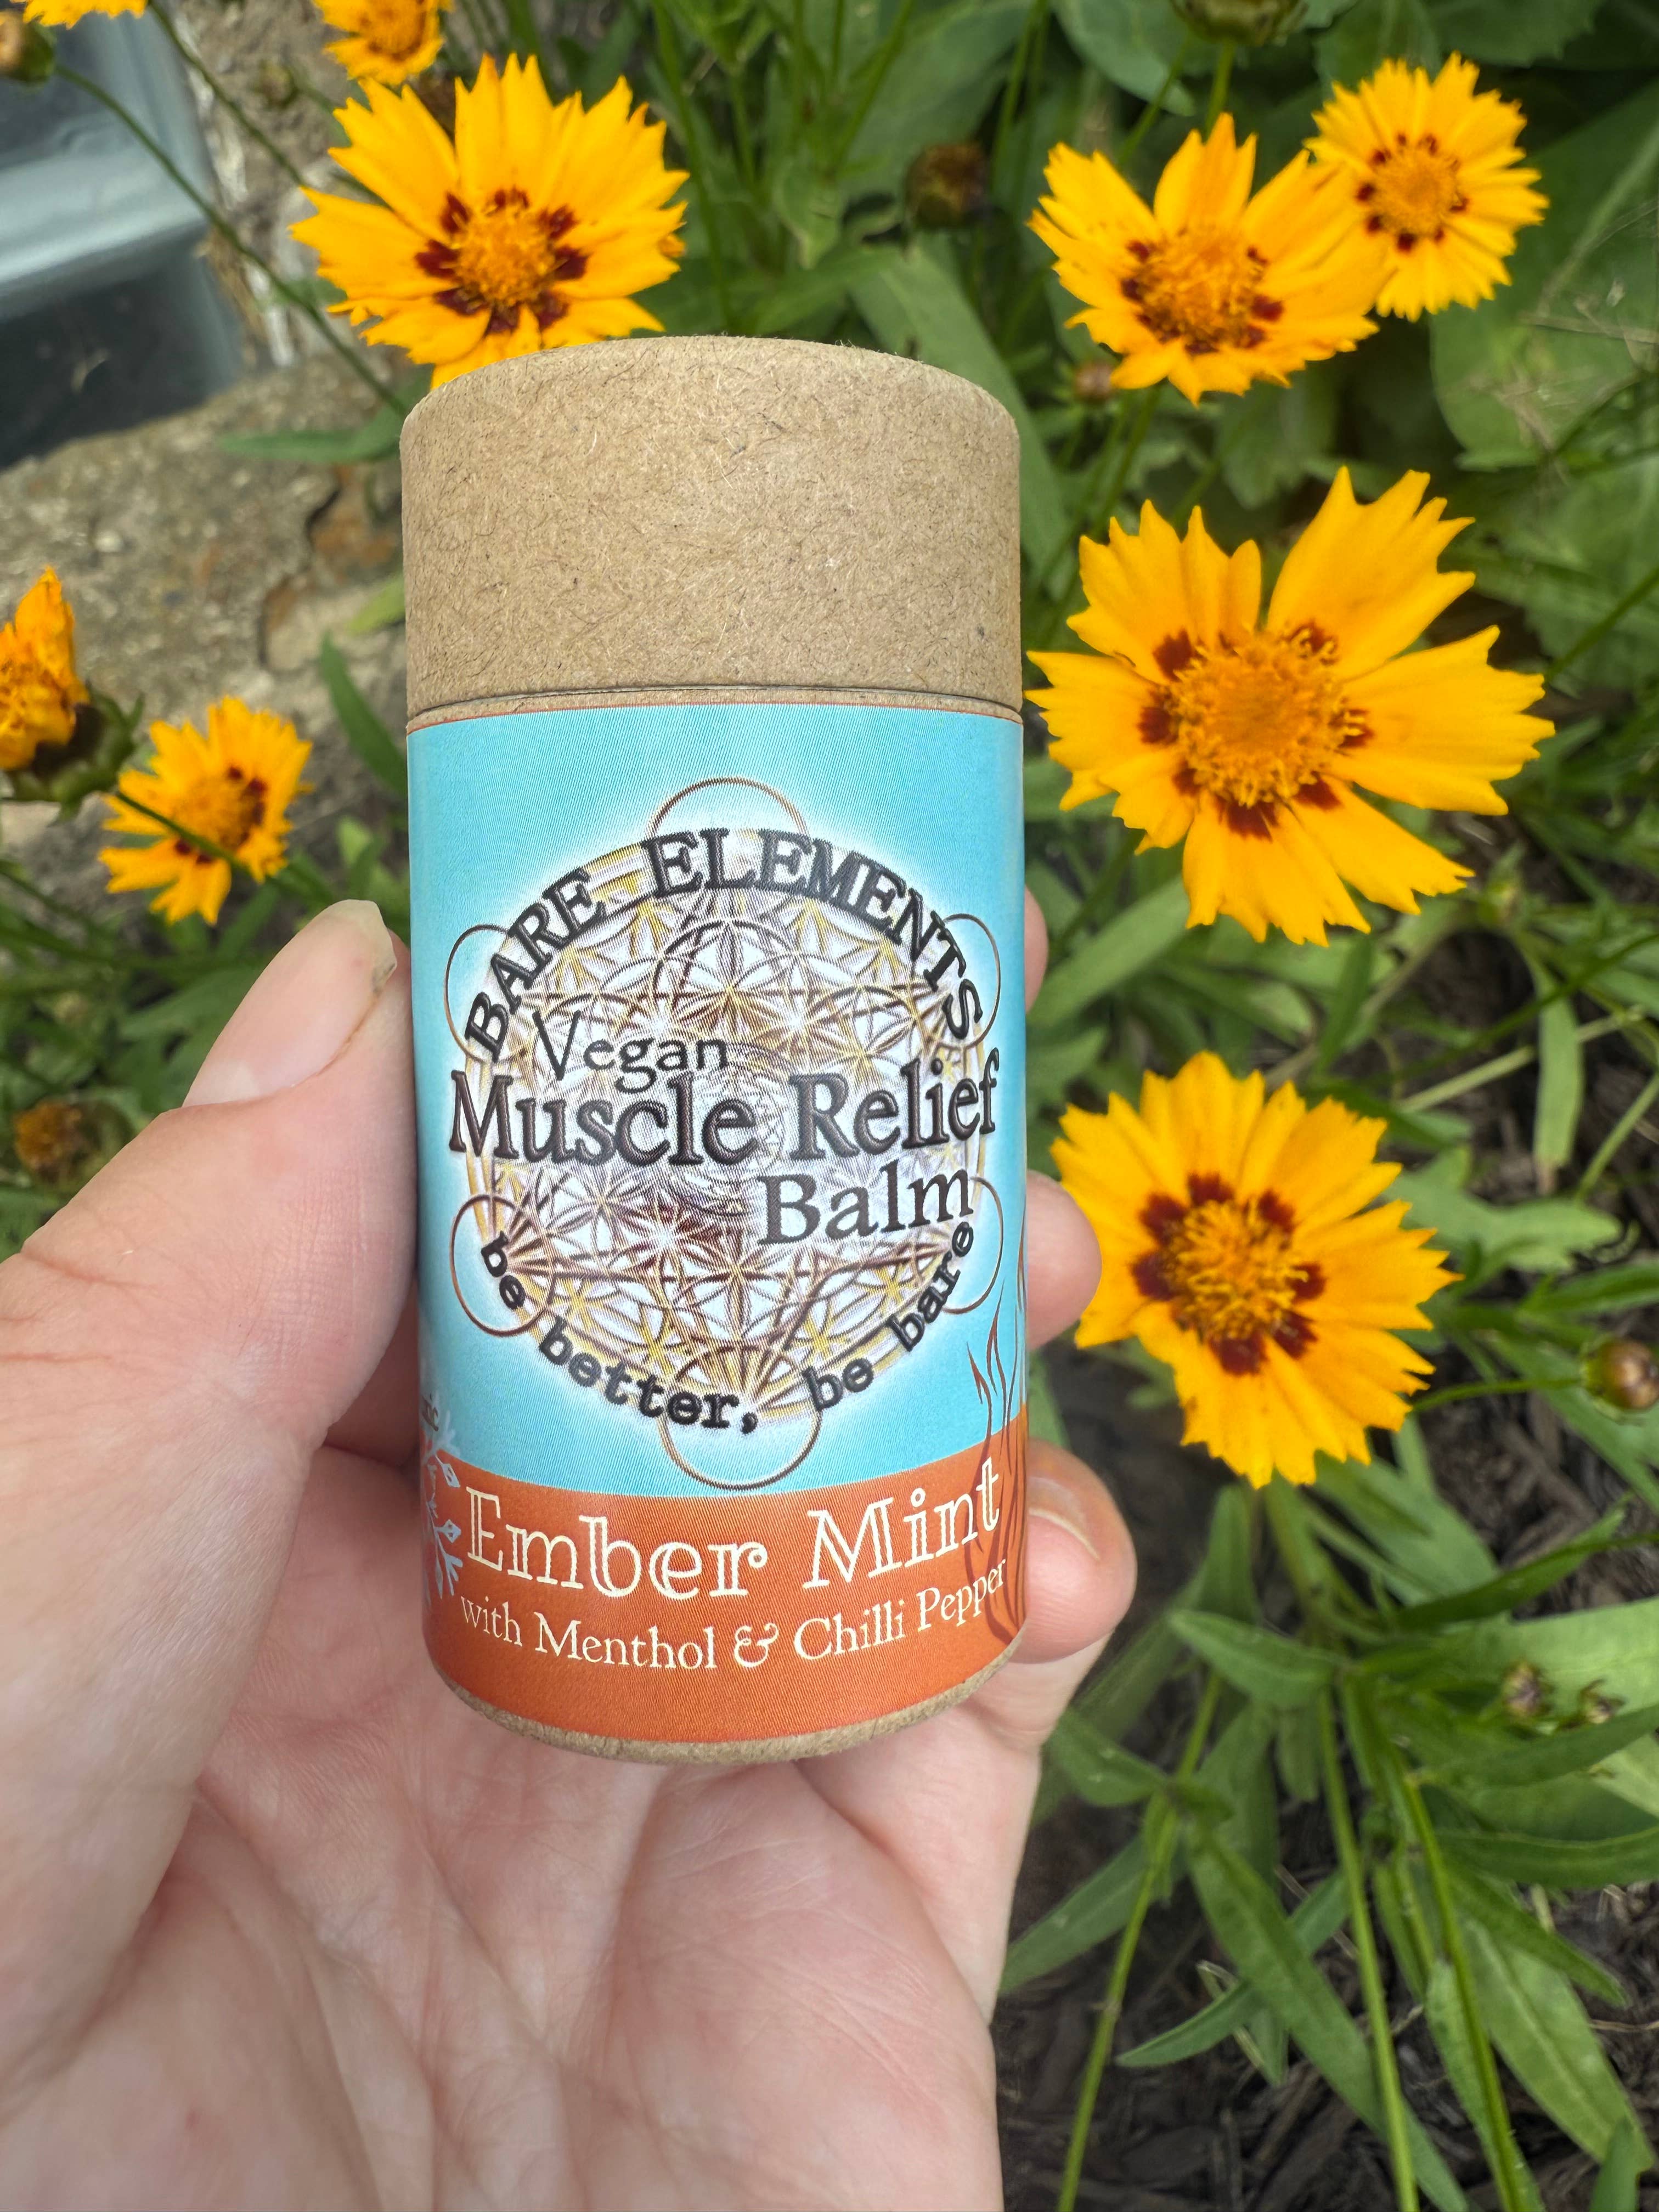 BARE ELEMENTS
Vegan
Muscle Relief
Balm
be better, be bare
Ember Mint
with Menthol & Chilli Pepper